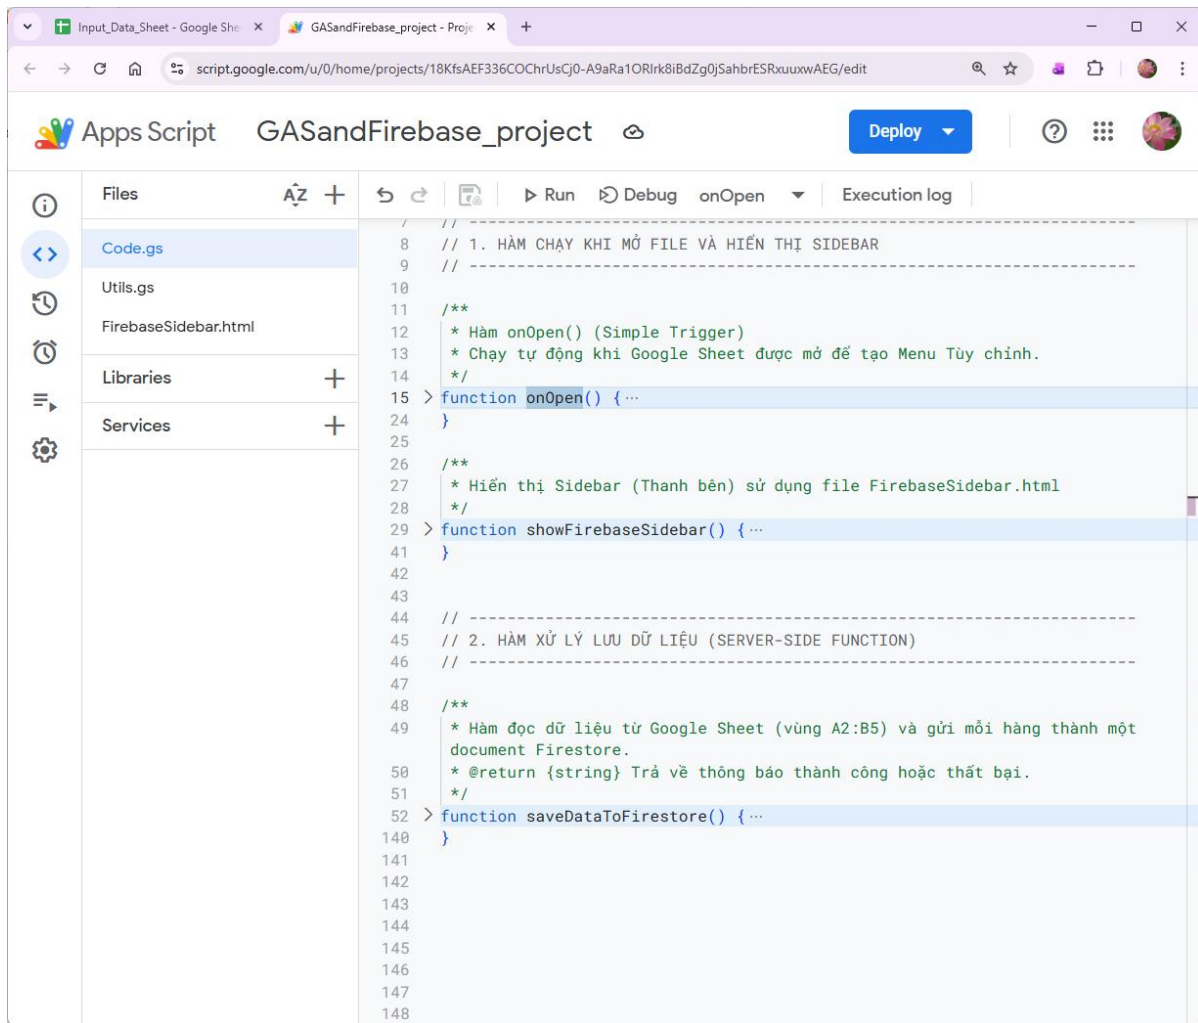 Input_Data_Sheet - Google She
GASandFirebase_project - Proje
script.google.com/u/0/home/projects/18KfsAEF336COChrUsCj0-A9aRa1ORlrk8iBdZg0jSahbrESRxuuxwAEG/edit
Apps Script GASandFirebase_project Deploy
Files
Code.gs
Utils.gs
FirebaseSidebar.html
Libraries
Services
Run Debug onOpen Execution log
7 // -----------------------------------------------------------------------
8 // 1. HÀM CHẠY KHI MỞ FILE VÀ HIỂN THỊ SIDEBAR
9 // -----------------------------------------------------------------------
10
11 /**
12 * Hàm onOpen() (Simple Trigger)
13 * Chạy tự động khi Google Sheet được mở để tạo Menu Tùy chỉnh.
14 */
15 function onOpen() {···
24 }
25
26 /**
27 * Hiển thị Sidebar (Thanh bên) sử dụng file FirebaseSidebar.html
28 */
29 function showFirebaseSidebar() {···
41 }
42
43
44 // -----------------------------------------------------------------------
45 // 2. HÀM XỬ LÝ LƯU DỮ LIỆU (SERVER-SIDE FUNCTION)
46 // -----------------------------------------------------------------------
47
48 /**
49 * Hàm đọc dữ liệu từ Google Sheet (vùng A2:B5) và gửi mỗi hàng thành một
document Firestore.
50 * @return {string} Trả về thông báo thành công hoặc thất bại.
51 */
52 function saveDataToFirestore() {···
140 }
141
142
143
144
145
146
147
148